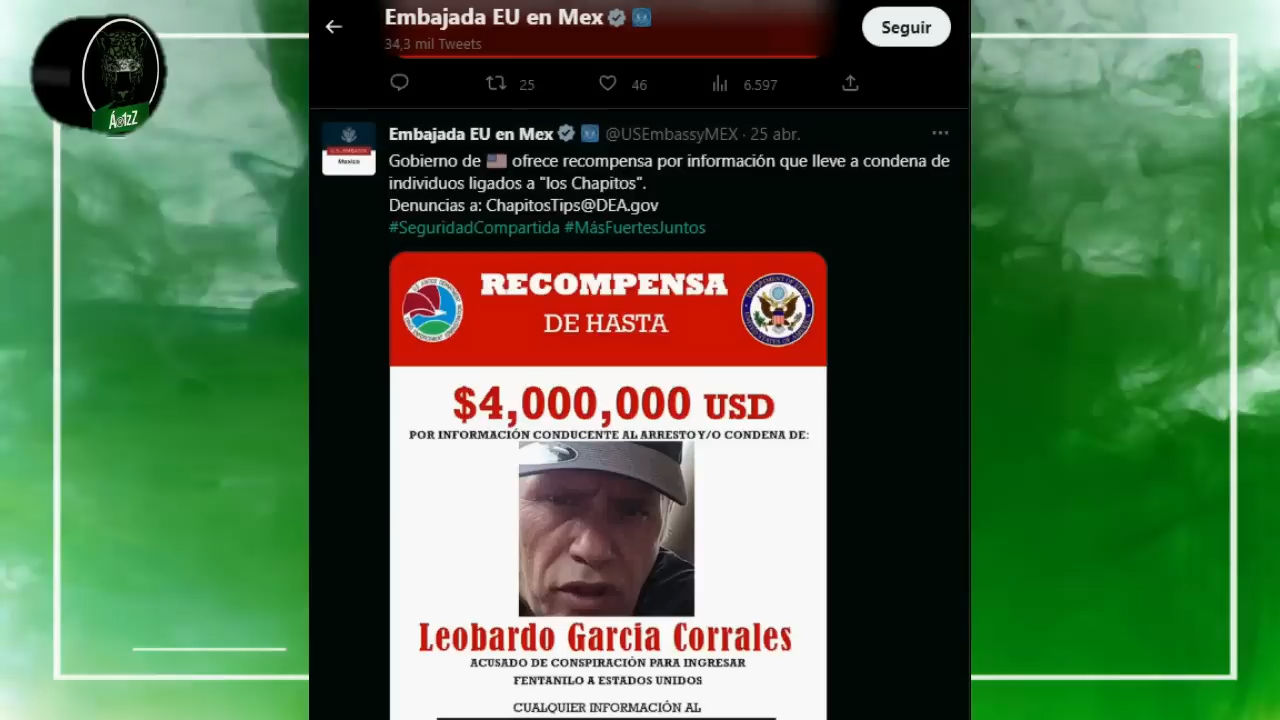 Embajada EU en Mex
34,3 mil Tweets
Seguir
25
46
6.597
Embajada EU en Mex @USEmbassyMEX · 25 abr.
Gobierno de 🇺🇸 ofrece recompensa por información que lleve a condena de
individuos ligados a "los Chapitos".
Denuncias a: ChapitosTips@DEA.gov
#SeguridadCompartida #MásFuertesJuntos
RECOMPENSA
DE HASTA
$4,000,000 USD
POR INFORMACIÓN CONDUCENTE AL ARRESTO Y/O CONDENA DE:
Leobardo Garcia Corrales
ACUSADO DE CONSPIRACIÓN PARA INGRESAR
FENTANILO A ESTADOS UNIDOS
CUALQUIER INFORMACIÓN AL